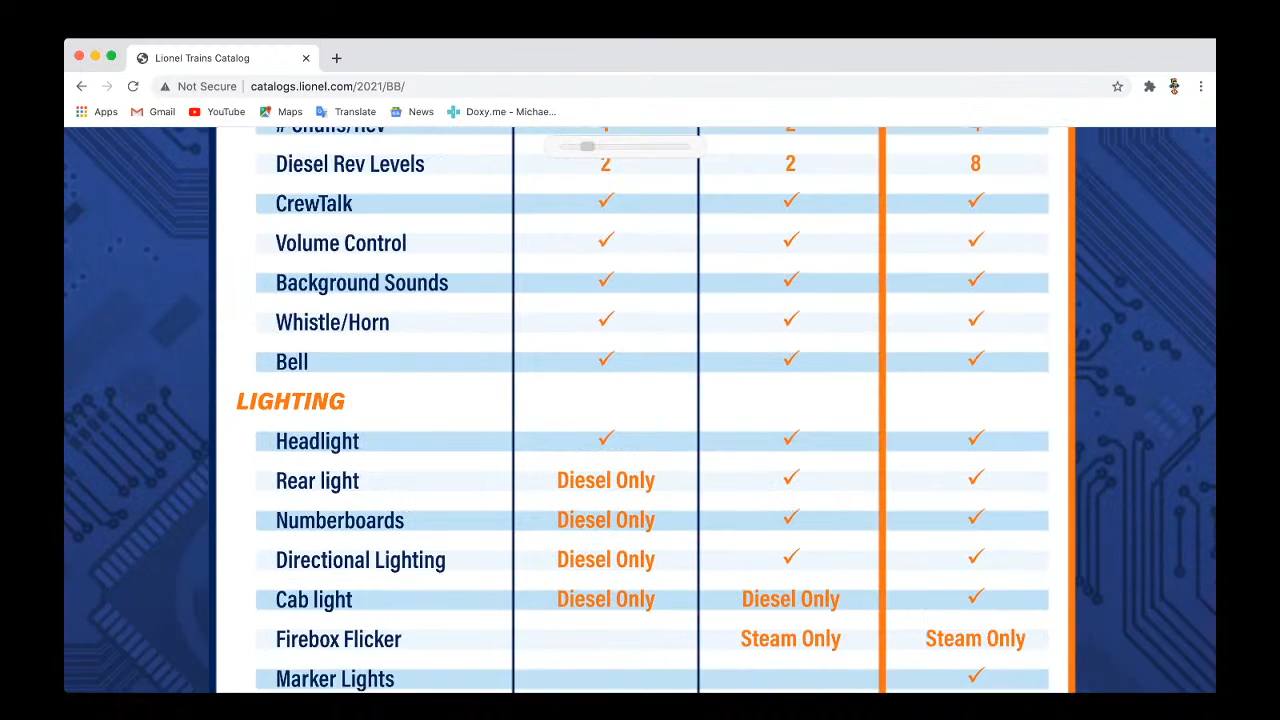 Lionel Trains Catalog
Not Secure catalogs.lionel.com/2021/BB/
Apps Gmail YouTube Maps Translate News Doxy.me - Michae...
Diesel Rev Levels 2 2 8
CrewTalk ✓ ✓ ✓
Volume Control ✓ ✓ ✓
Background Sounds ✓ ✓ ✓
Whistle/Horn ✓ ✓ ✓
Bell ✓ ✓ ✓
LIGHTING
Headlight ✓ ✓ ✓
Rear light Diesel Only ✓ ✓
Numberboards Diesel Only ✓ ✓
Directional Lighting Diesel Only ✓ ✓
Cab light Diesel Only Diesel Only ✓
Firebox Flicker Steam Only Steam Only
Marker Lights ✓